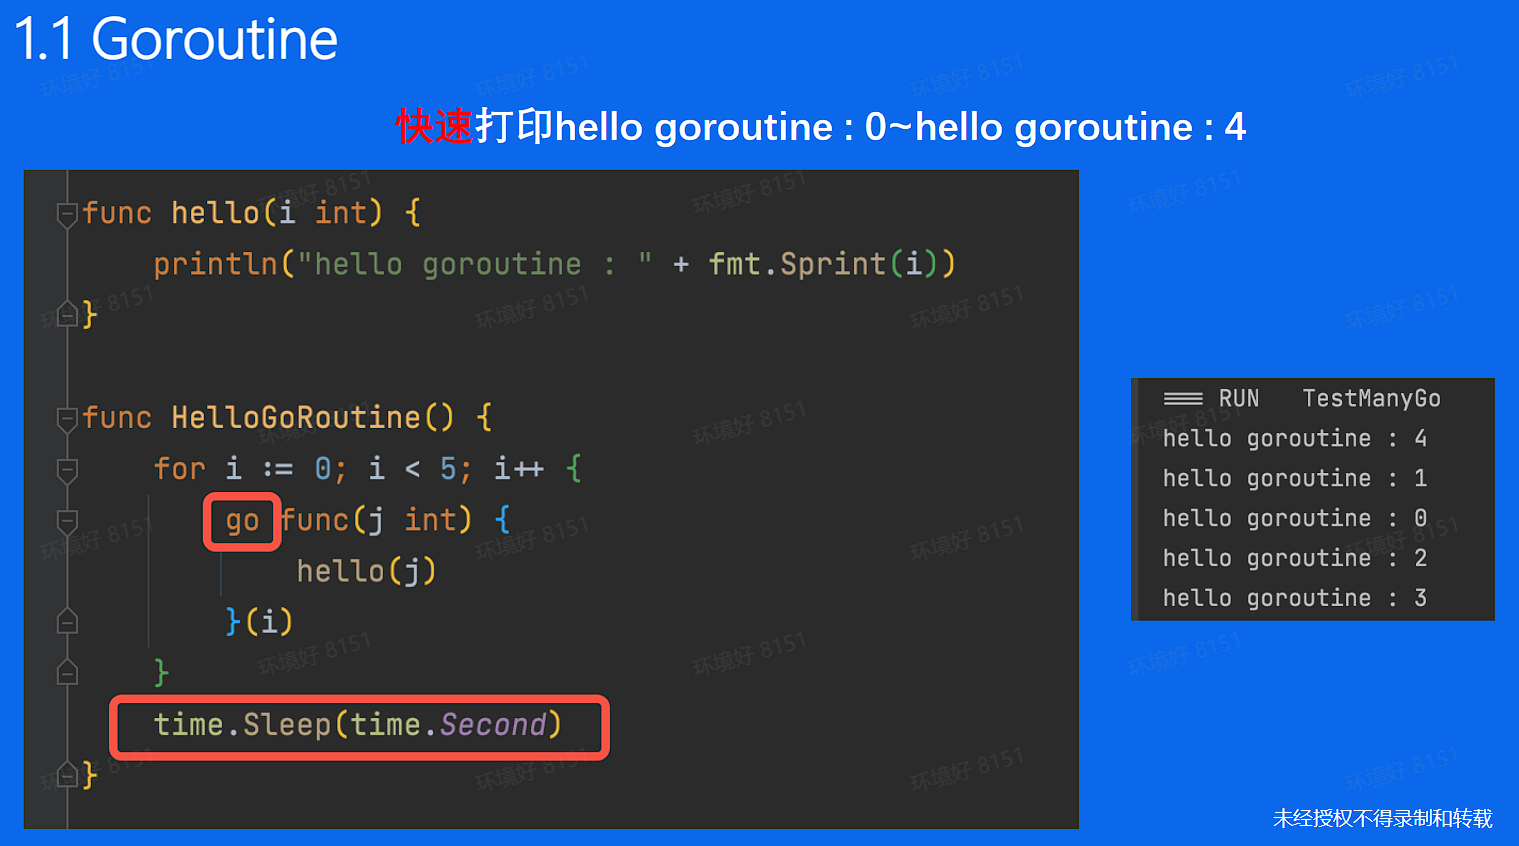 1.1 Goroutine
快速打印hello goroutine : 0~hello goroutine : 4
func hello(i int) {
println("hello goroutine : " + fmt.Sprint(i))
}
func HelloGoRoutine() {
for i := 0; i < 5; i++ {
go func(j int) {
hello(j)
}(i)
}
time.Sleep(time.Second)
}
=== RUN   TestManyGo
hello goroutine : 4
hello goroutine : 1
hello goroutine : 0
hello goroutine : 2
hello goroutine : 3
环境好 8151
未经授权不得录制和转载